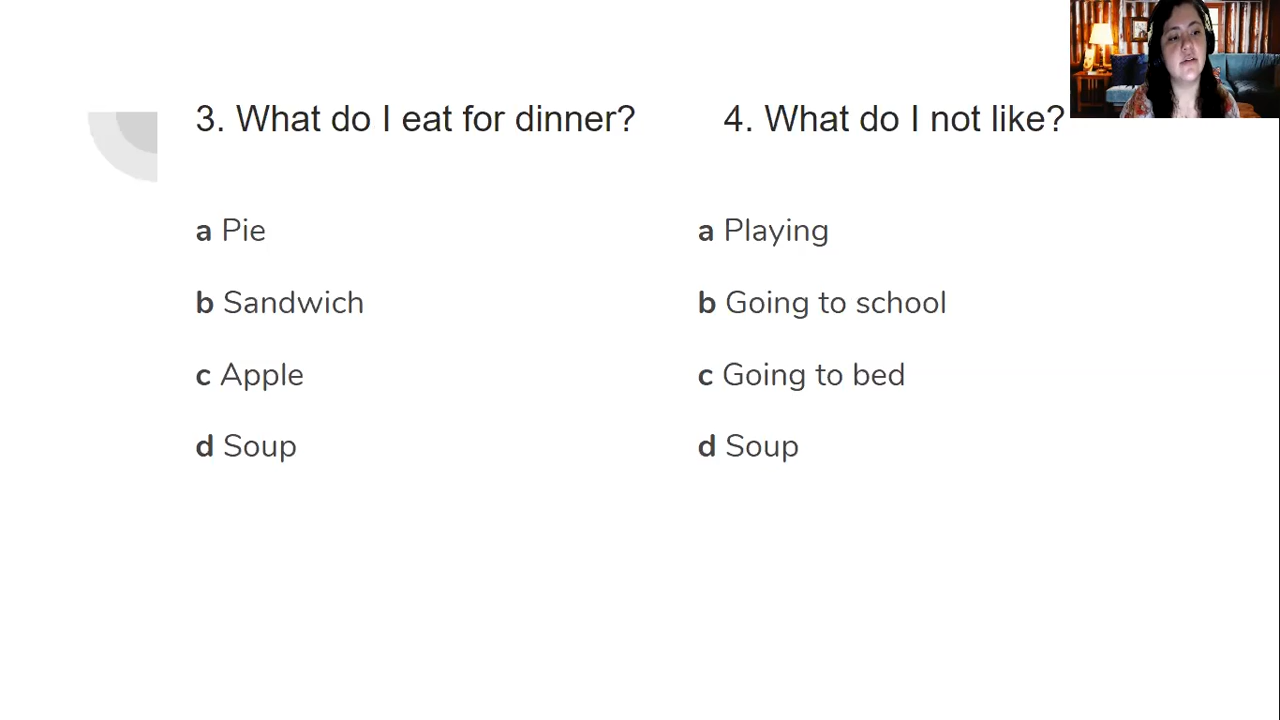 3. What do I eat for dinner?
a Pie
b Sandwich
c Apple
d Soup
4. What do I not like?
a Playing
b Going to school
c Going to bed
d Soup